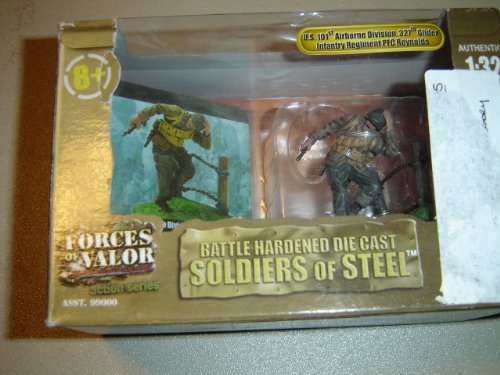 U.S. 101ST Airborne Division, 327th Glider
Infantry Regiment PFC Reynolds
8+
AUTHENTIC
1:32
FORCES
OF VALOR
action series
ASST. 99000
BATTLE HARDENED DIE CAST
SOLDIERS OF STEEL™